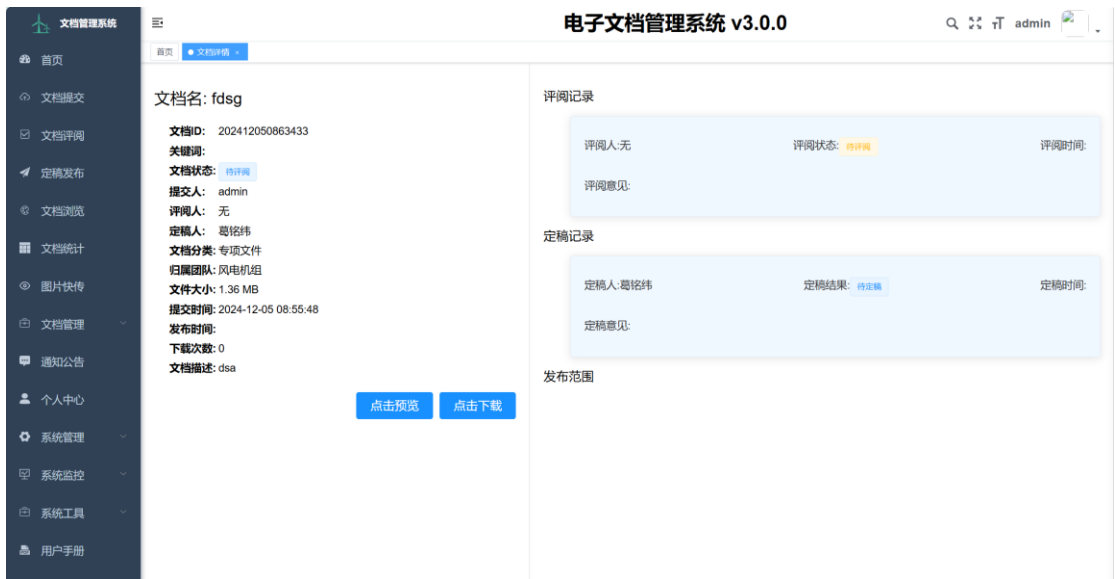 文档管理系统
首页
文档提交
文档评阅
定稿发布
文档浏览
文档统计
图片快传
文档管理
通知公告
个人中心
系统管理
系统监控
系统工具
用户手册
电子文档管理系统 v3.0.0
admin
首页
文档详情 ×
文档名: fdsg
文档ID: 202412050863433
关键词:
文档状态: 待评阅
提交人: admin
评阅人: 无
定稿人: 葛铭纬
文档分类: 专项文件
归属团队: 风电机组
文件大小: 1.36 MB
提交时间: 2024-12-05 08:55:48
发布时间:
下载次数: 0
文档描述: dsa
点击预览 点击下载
评阅记录
评阅人:无 评阅状态: 待评阅 评阅时间:
评阅意见:
定稿记录
定稿人:葛铭纬 定稿结果: 待定稿 定稿时间:
定稿意见:
发布范围